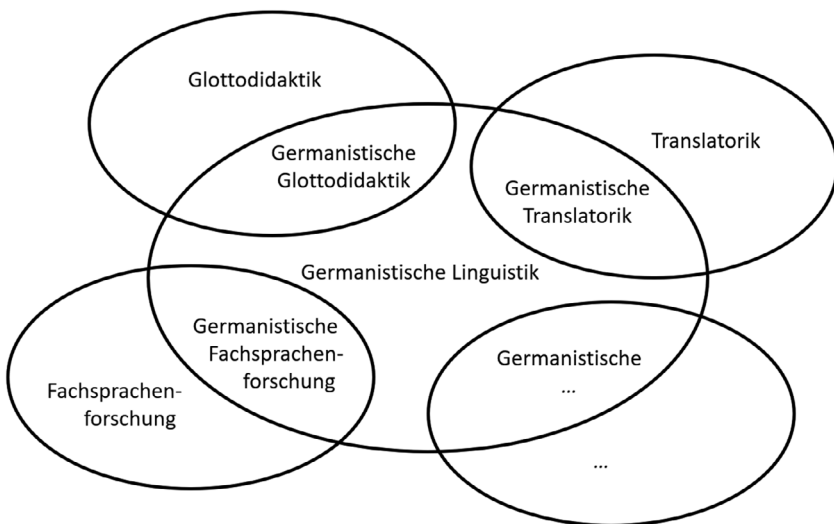 Glottodidaktik
Germanistische
Glottodidaktik
Translatorik
Germanistische
Translatorik
Germanistische Linguistik
Germanistische
Fachsprachen-
forschung
Fachsprachen-
forschung
Germanistische
...
...